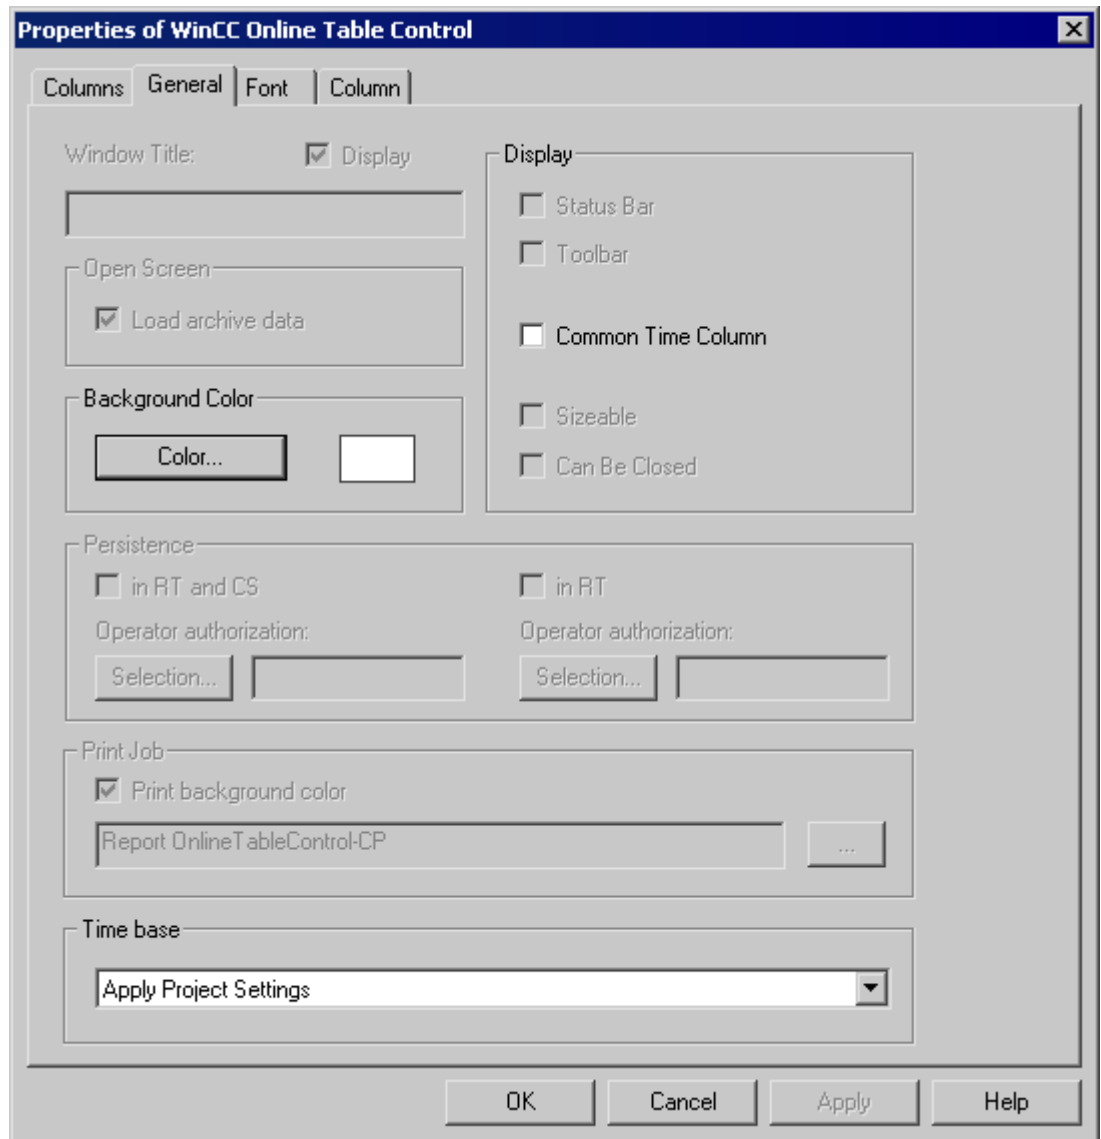 Properties of WinCC Online Table Control
Columns General Font Column
Window Title: Display
Display
Status Bar
Toolbar
Open Screen
Load archive data
Common Time Column
Background Color
Color...
Sizeable
Can Be Closed
Persistence
in RT and CS in RT
Operator authorization: Operator authorization:
Selection... Selection...
Print Job
Print background color
Report OnlineTableControl-CP ...
Time base
Apply Project Settings
OK Cancel Apply Help